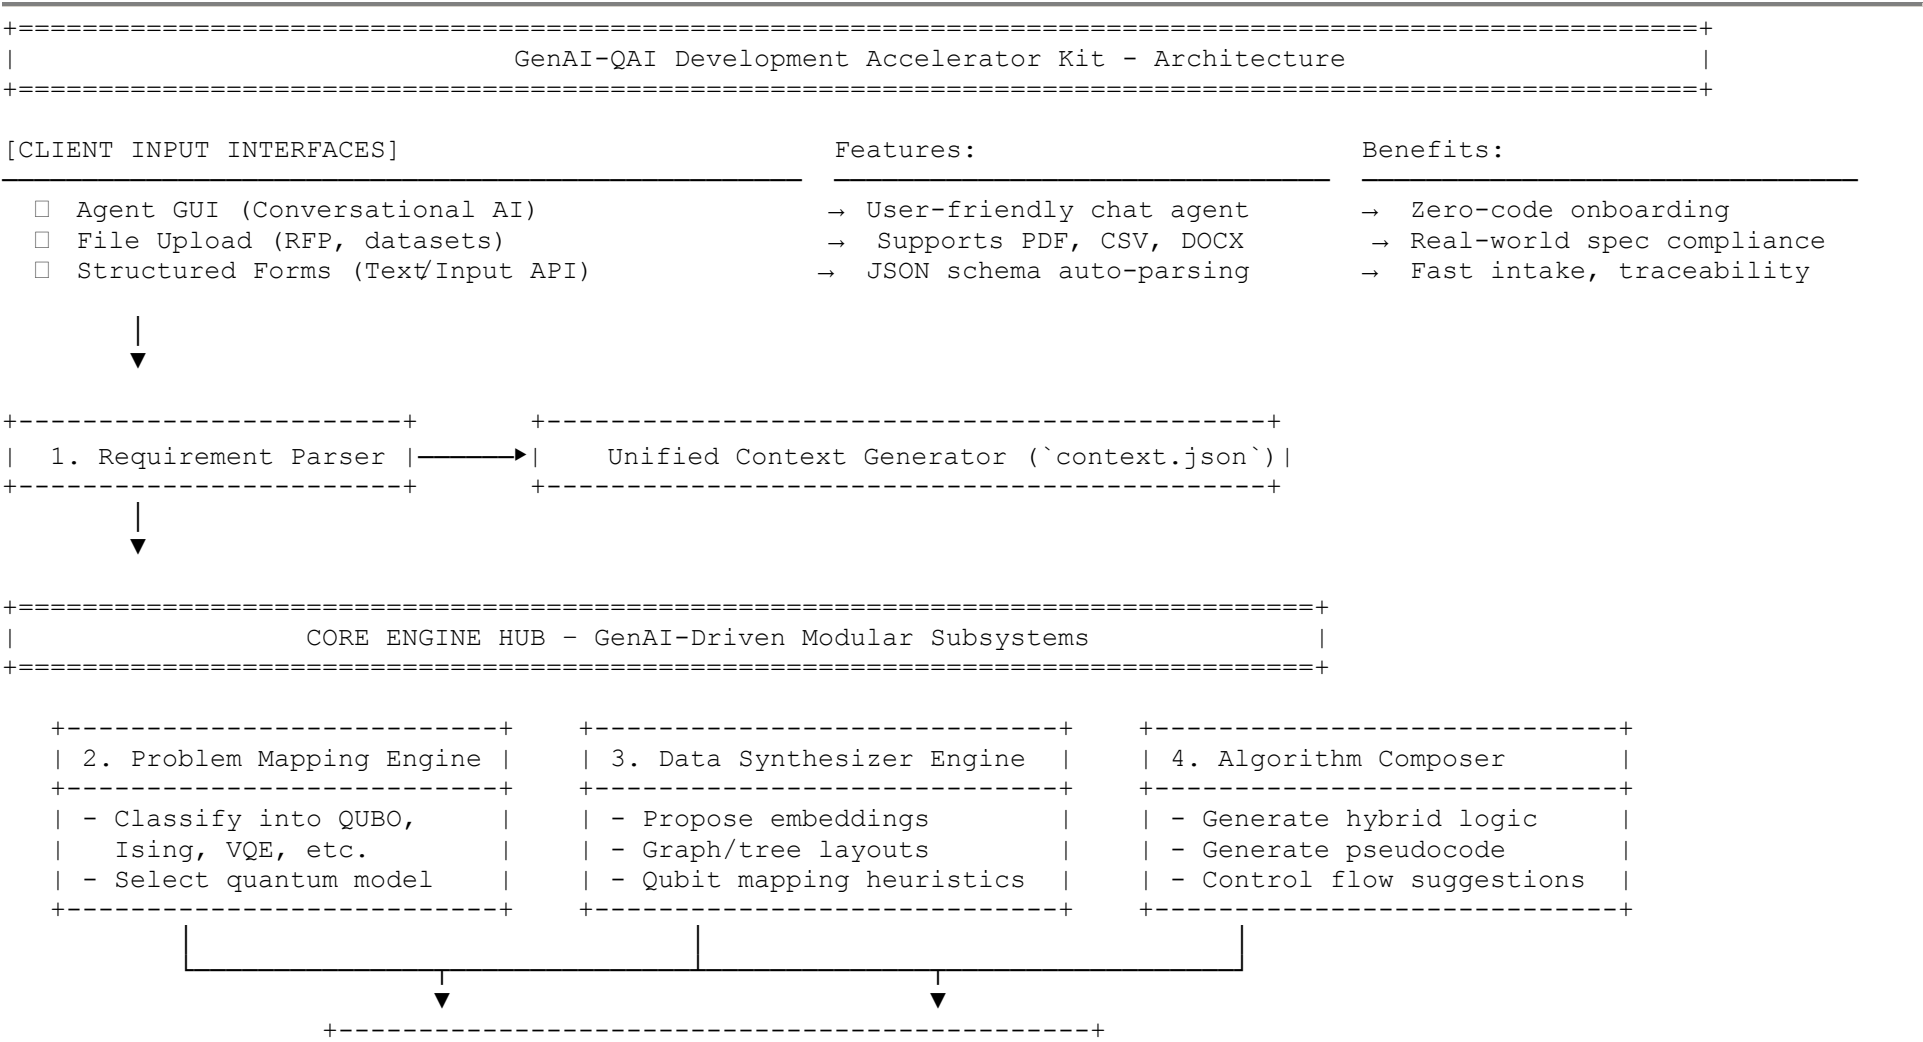 +=========================================================================================================+
| GenAI-QAI Development Accelerator Kit - Architecture |
+=========================================================================================================+
[CLIENT INPUT INTERFACES] Features: Benefits:
□ Agent GUI (Conversational AI) → User-friendly chat agent → Zero-code onboarding
□ File Upload (RFP, datasets) → Supports PDF, CSV, DOCX → Real-world spec compliance
□ Structured Forms (Text/Input API) → JSON schema auto-parsing → Fast intake, traceability
│
▼
+------------------------+ +---------------------------------------------+
| 1. Requirement Parser |──────►| Unified Context Generator (`context.json`)|
+------------------------+ +---------------------------------------------+
│
▼
+=================================================================================+
| CORE ENGINE HUB – GenAI-Driven Modular Subsystems |
+=================================================================================+
+---------------------------+ +-----------------------------+ +-----------------------------+
| 2. Problem Mapping Engine | | 3. Data Synthesizer Engine | | 4. Algorithm Composer |
+---------------------------+ +-----------------------------+ +-----------------------------+
| - Classify into QUBO, | | - Propose embeddings | | - Generate hybrid logic |
| Ising, VQE, etc. | | - Graph/tree layouts | | - Generate pseudocode |
| - Select quantum model | | - Qubit mapping heuristics | | - Control flow suggestions |
+---------------------------+ +-----------------------------+ +-----------------------------+
▼ ▼
+-----------------------------------------------+